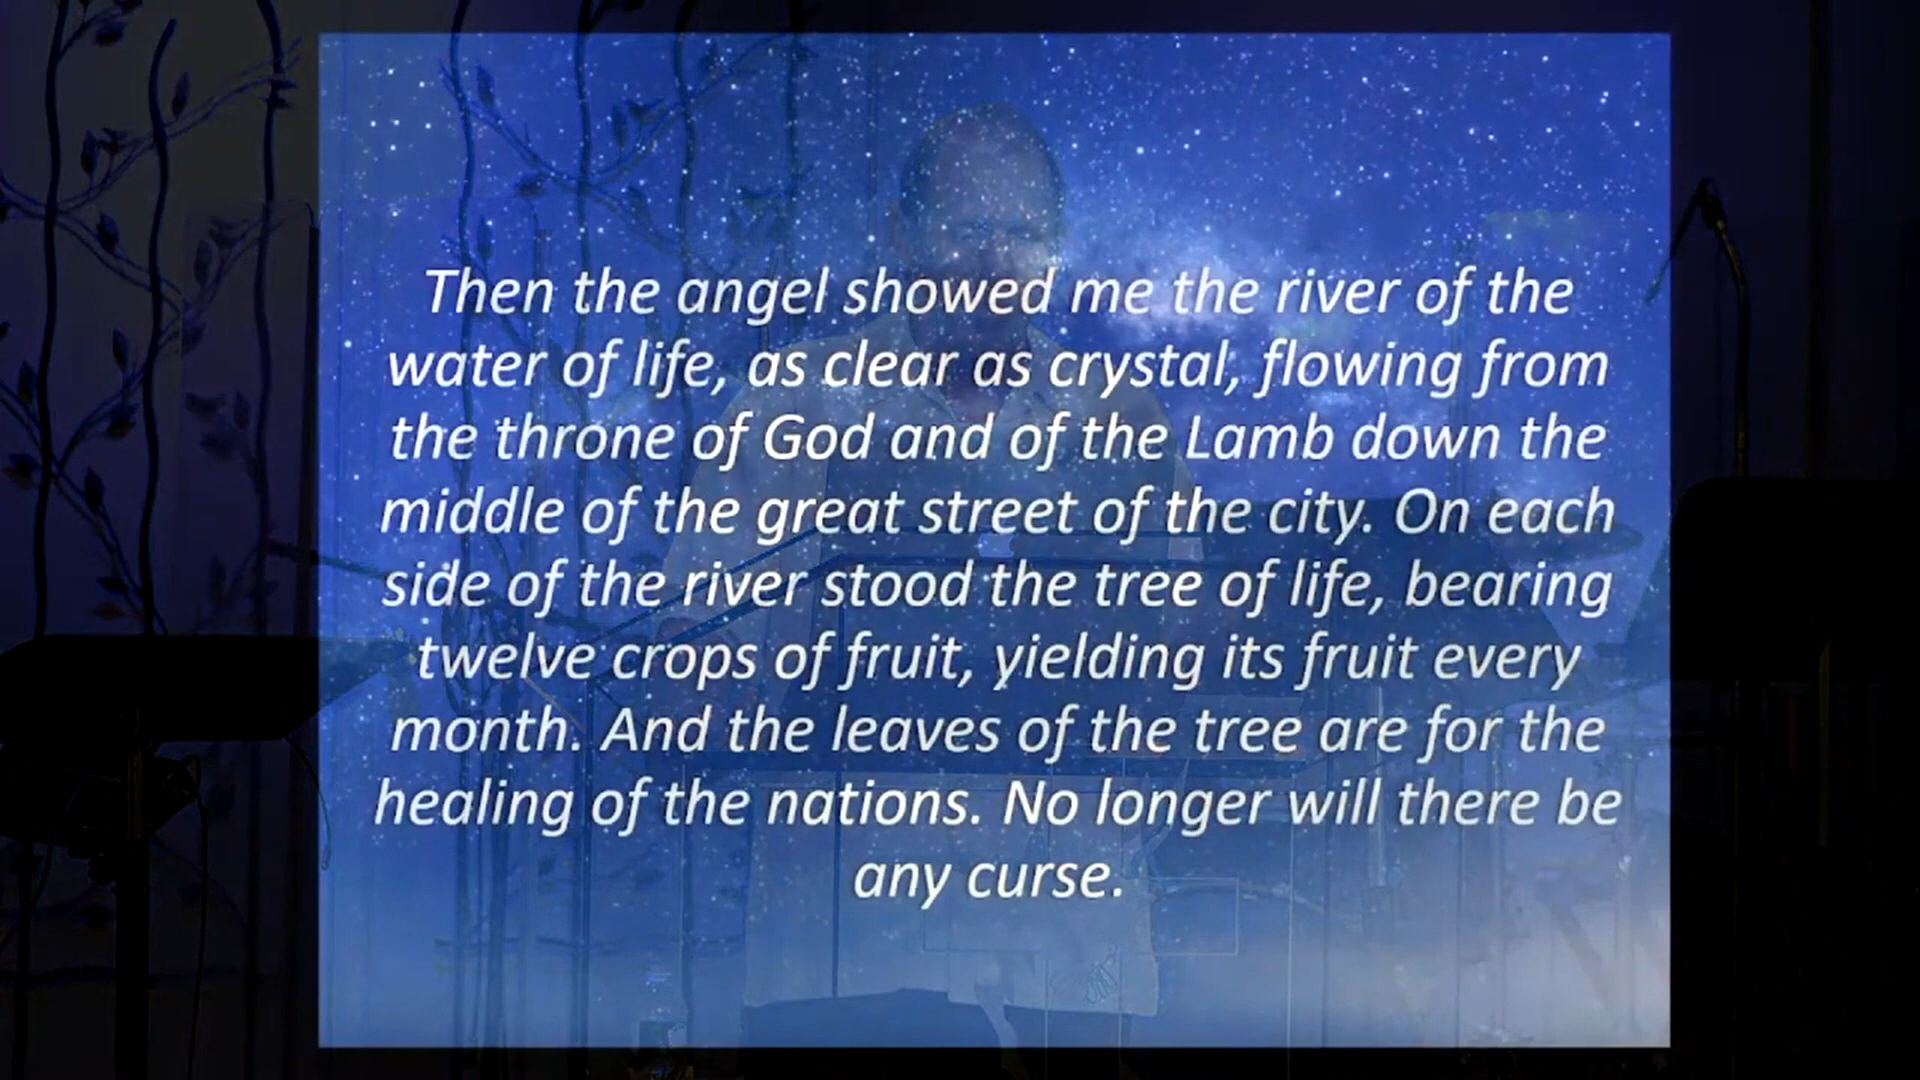 Then the angel showed me the river of the
water of life, as clear as crystal, flowing from
the throne of God and of the Lamb down the
middle of the great street of the city. On each
side of the river stood the tree of life, bearing
twelve crops of fruit, yielding its fruit every
month. And the leaves of the tree are for the
healing of the nations. No longer will there be
any curse.